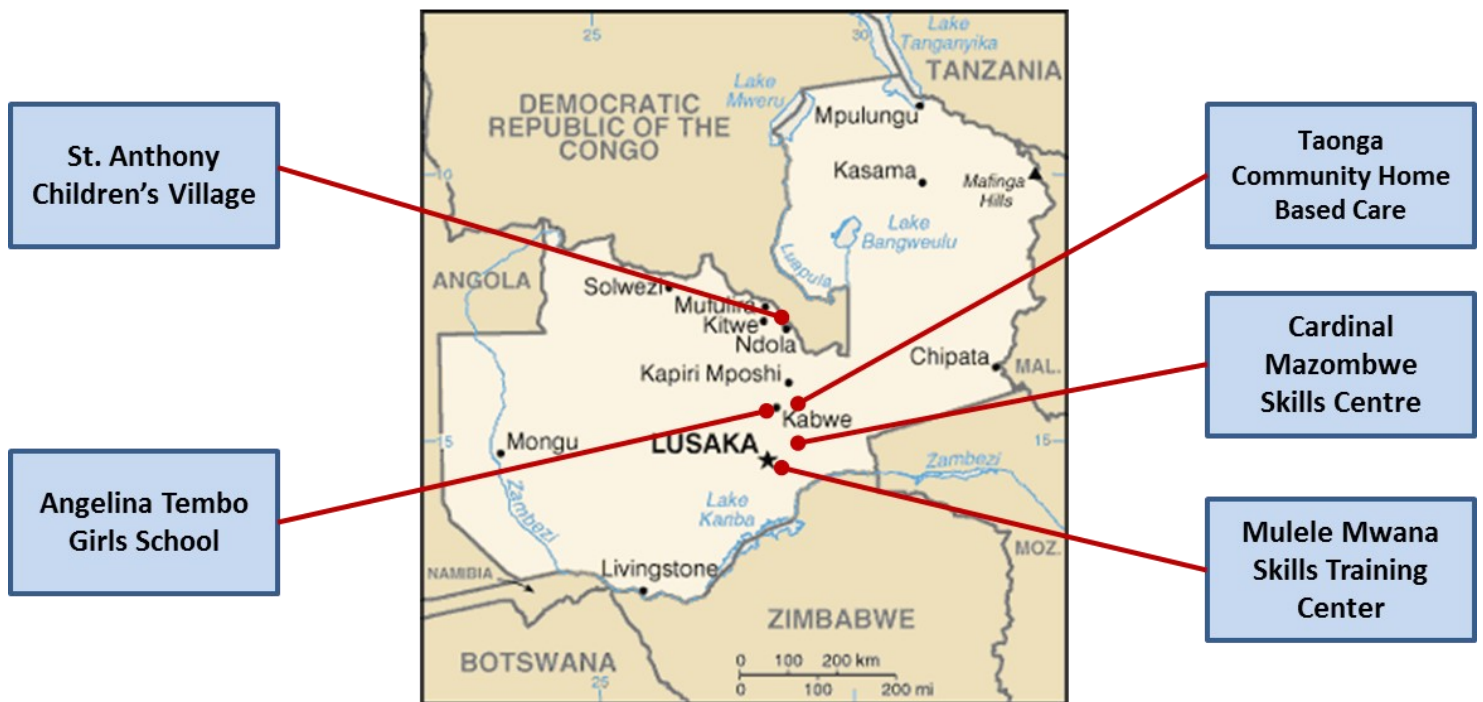 St. Anthony
Children's Village
Angelina Tembo
Girls School
25
30
Lake
Tanganyika
TANZANIA
Lake
Mweru
DEMOCRATIC
REPUBLIC OF THE
CONGO
Mpulungu
10
Kasama
Mafinga
Hills
Lake
Bangweulu
Luapula
ANGOLA
Solwezi
Mufulira
Kitwe
Ndola
Chipata
MAL.
Kapiri Mposhi
Kabwe
15
Mongu
LUSAKA
15
Zambezi
Zambezi
Lake
Kariba
MOZ.
NAMIBIA
Livingstone
ZIMBABWE
BOTSWANA
0 100 200 km
0 100 200 mi
25
Taonga
Community Home
Based Care
Cardinal
Mazombwe
Skills Centre
Mulele Mwana
Skills Training
Center